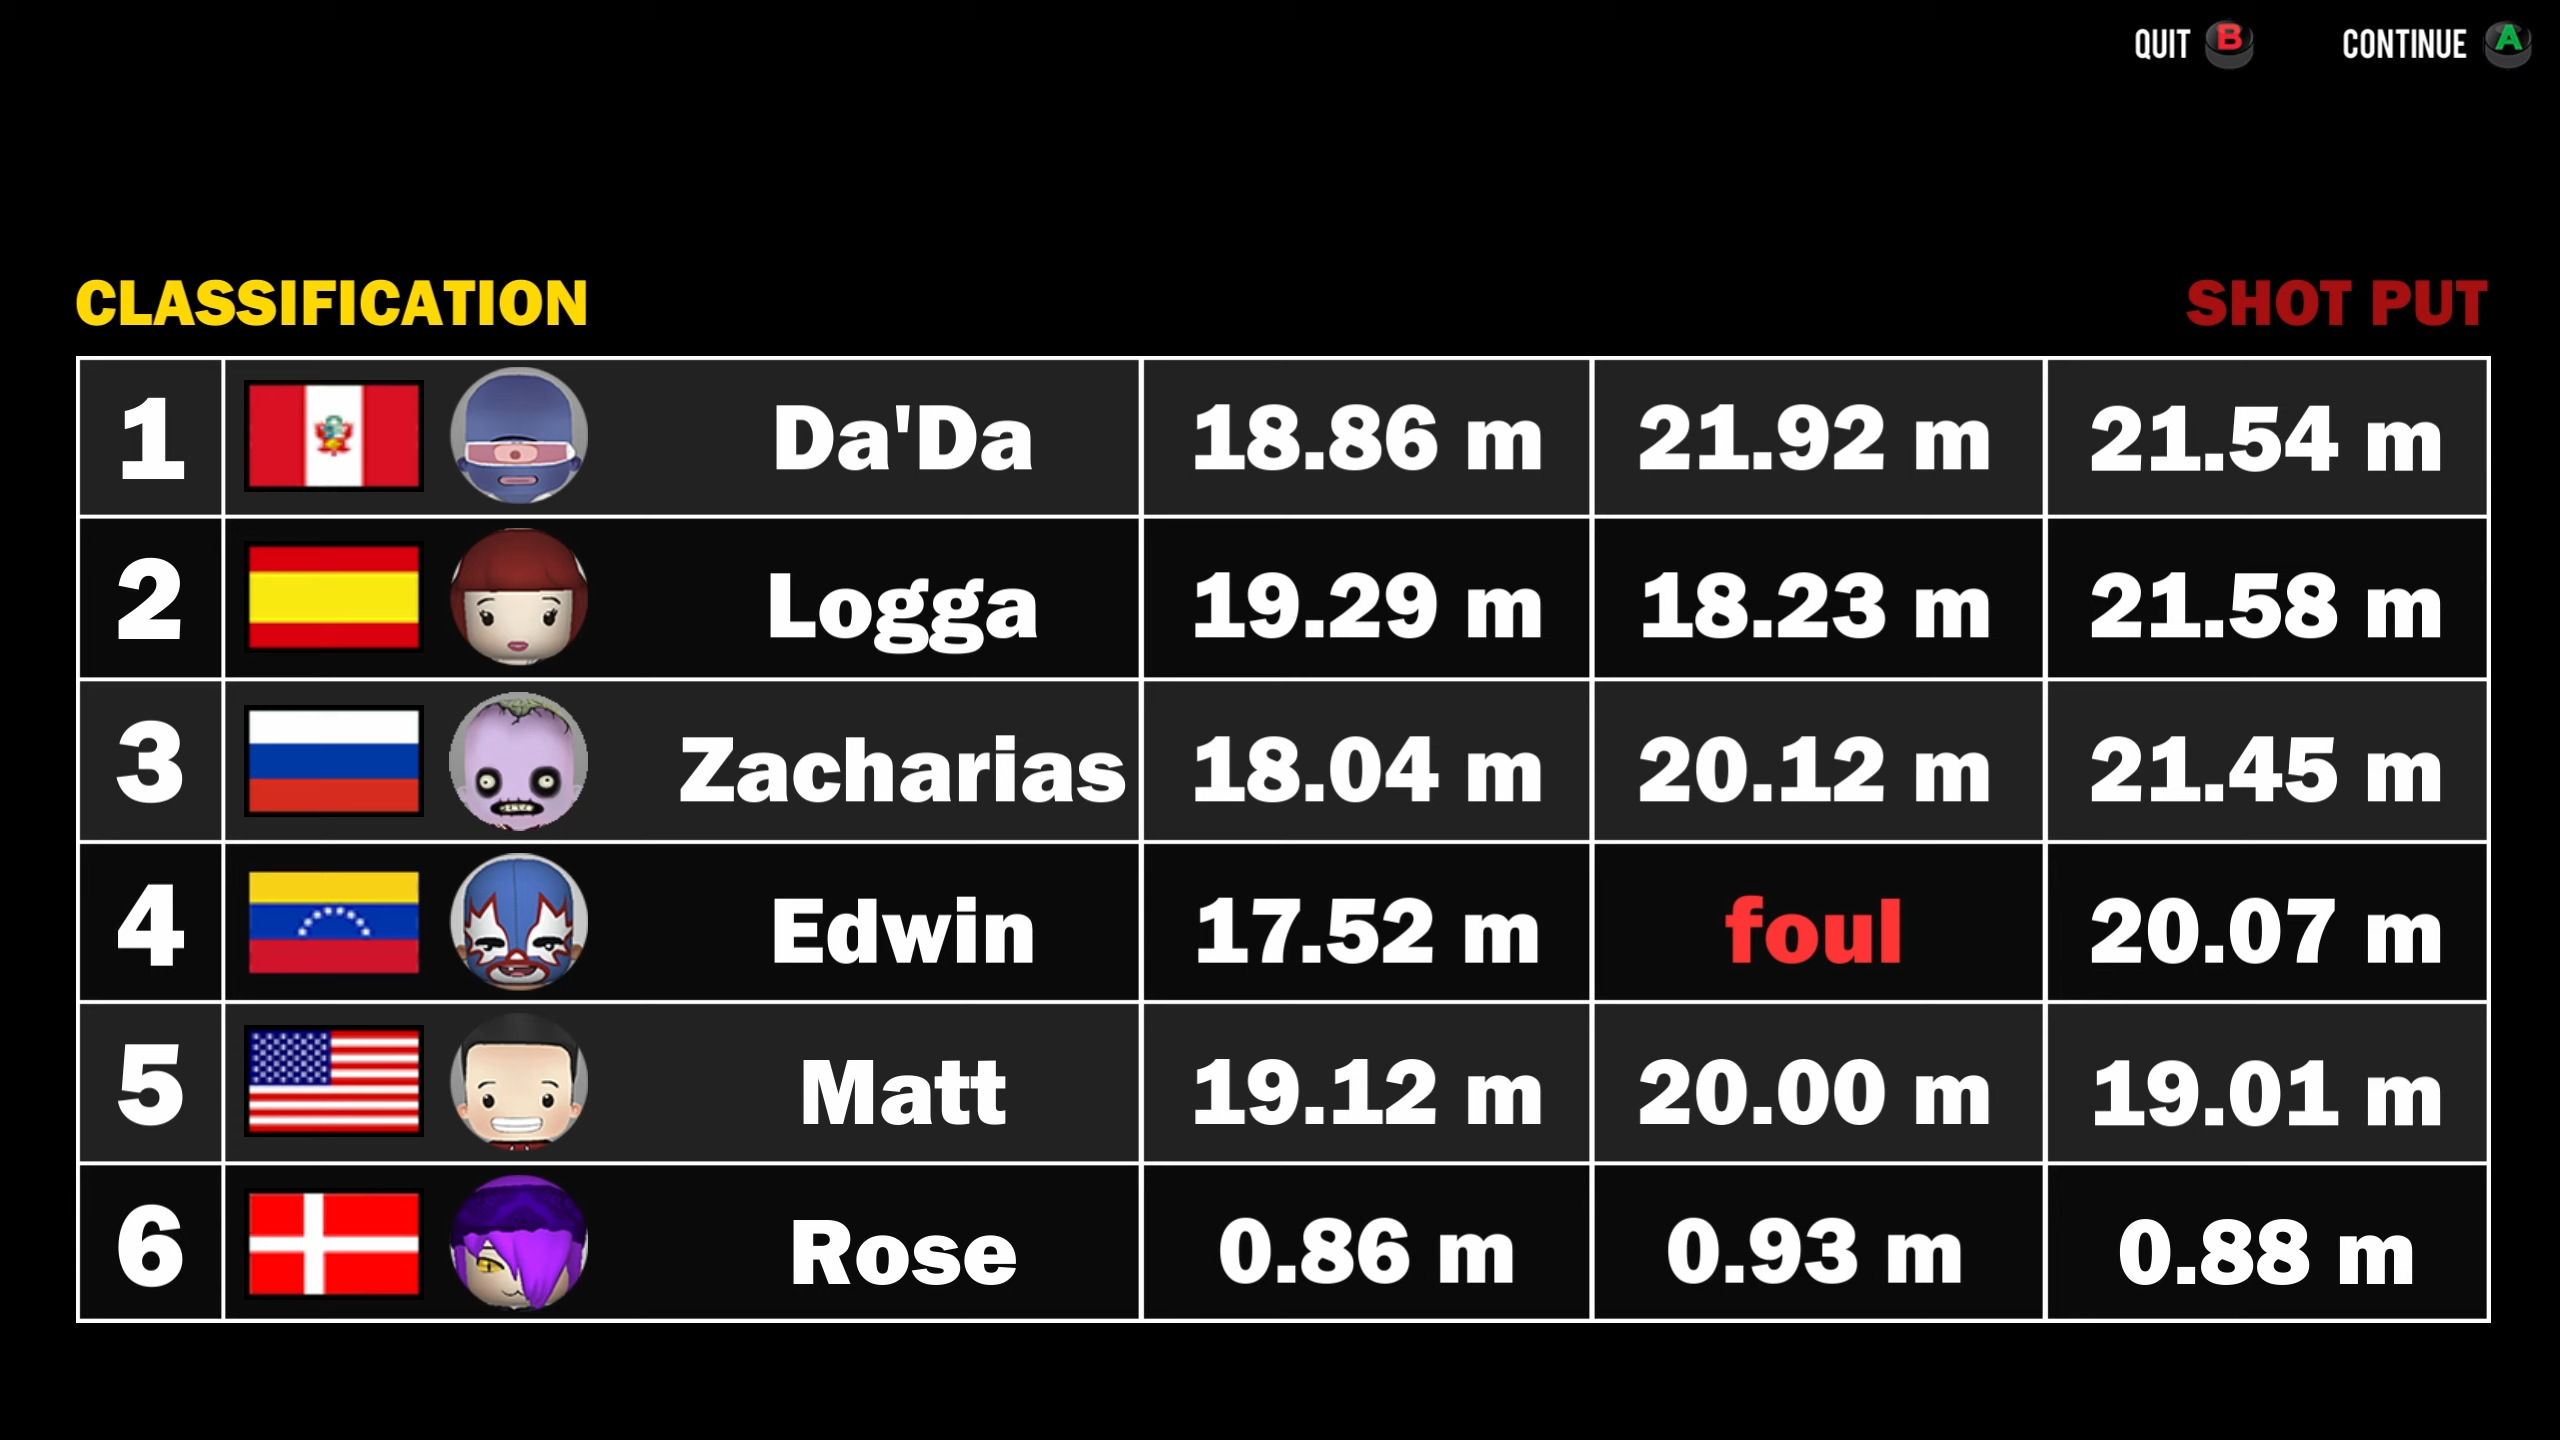 QUIT B CONTINUE A
CLASSIFICATION SHOT PUT
1 Da'Da 18.86 m 21.92 m 21.54 m
2 Logga 19.29 m 18.23 m 21.58 m
3 Zacharias 18.04 m 20.12 m 21.45 m
4 Edwin 17.52 m foul 20.07 m
5 Matt 19.12 m 20.00 m 19.01 m
6 Rose 0.86 m 0.93 m 0.88 m